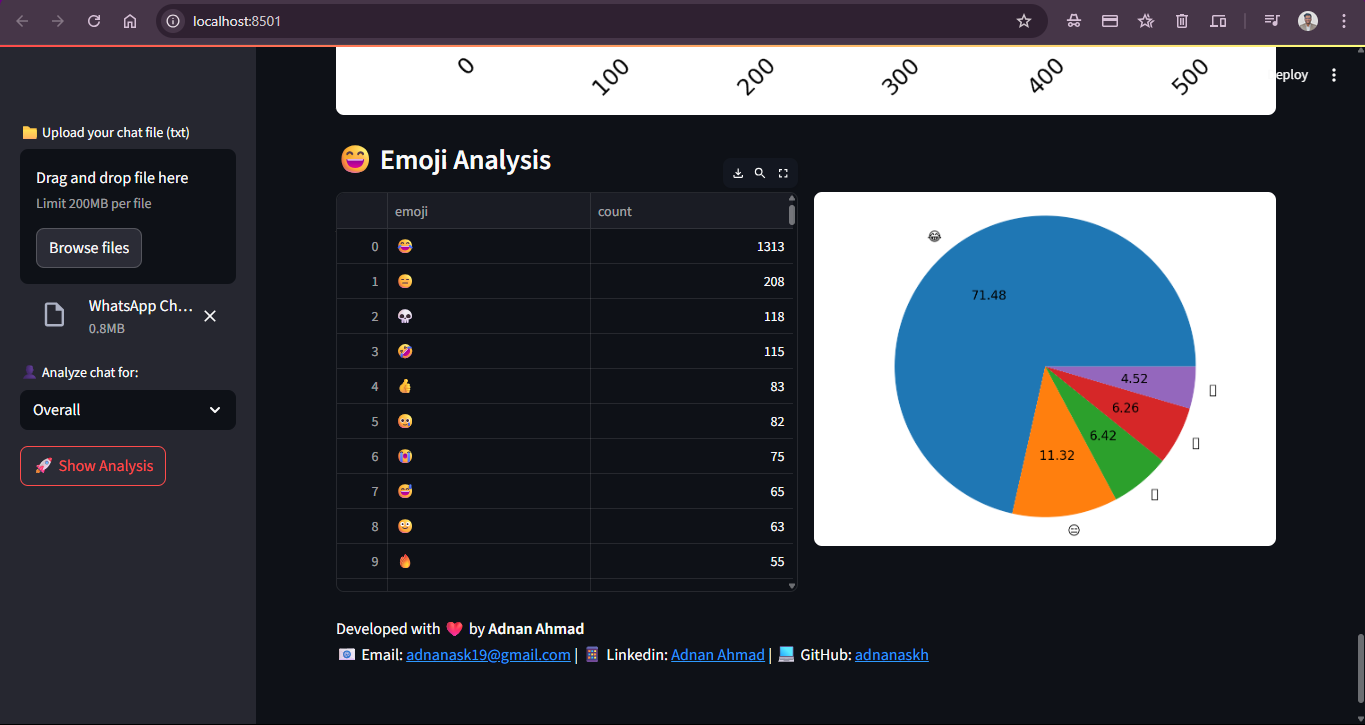 localhost:8501
0 100 200 300 400 500
eploy
📁 Upload your chat file (txt)
Drag and drop file here
Limit 200MB per file
Browse files
WhatsApp Ch...
0.8MB
👤 Analyze chat for:
Overall
🚀 Show Analysis
😄 Emoji Analysis
emoji count
0 😂 1313
1 😑 208
2 💀 118
3 🤣 115
4 👍 83
5 🤐 82
6 😭 75
7 😅 65
8 🙂 63
9 🔥 55
😂
71.48
4.52
6.26
6.42
11.32
😑
Developed with ❤️ by Adnan Ahmad
📧 Email: adnanask19@gmail.com | 📱 Linkedin: Adnan Ahmad | 💻 GitHub: adnanaskh